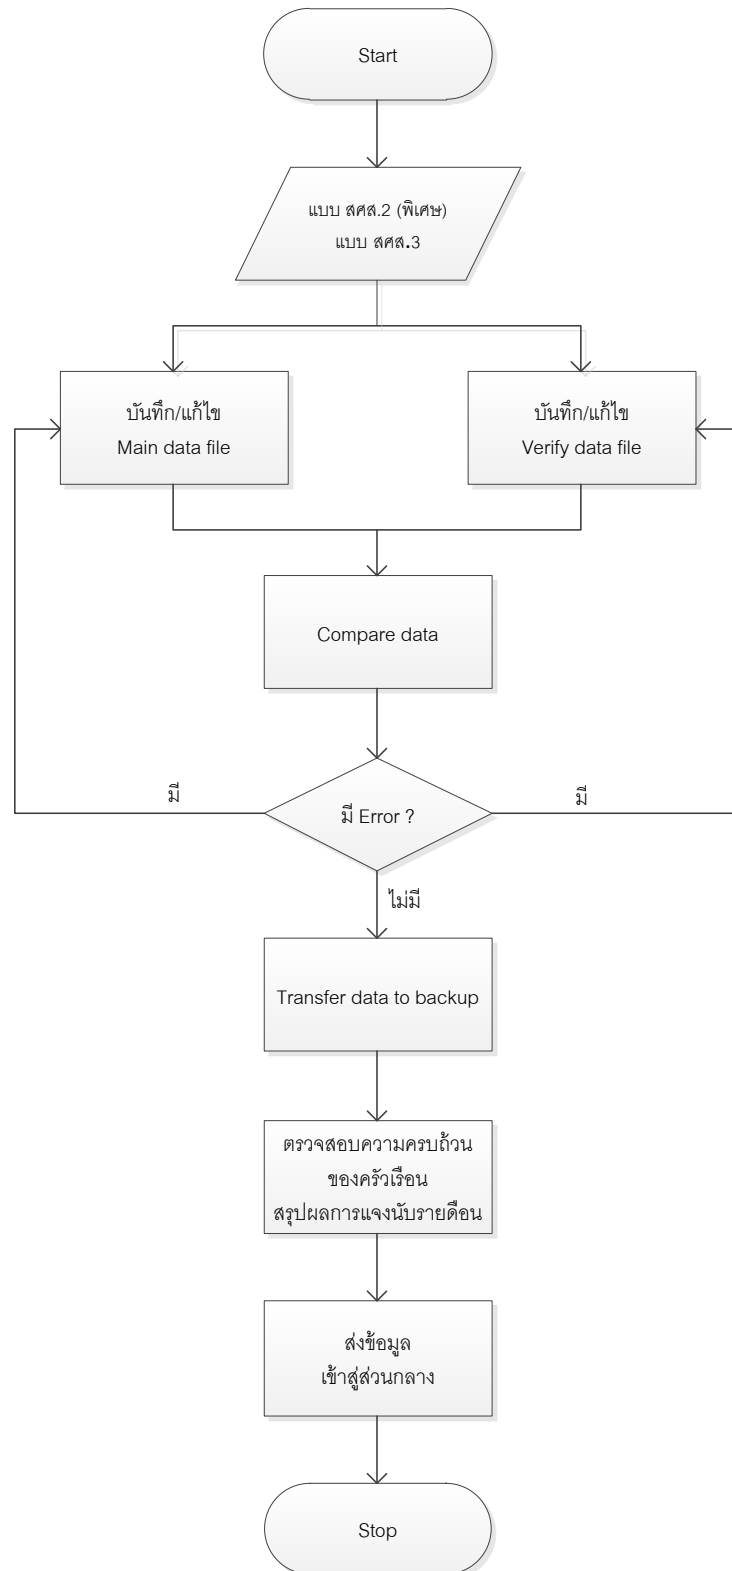 Start
แบบ สศส.2 (พิเศษ)
แบบ สศส.3
บันทึก/แก้ไข
Main data file
บันทึก/แก้ไข
Verify data file
Compare data
มี
มี Error ?
มี
ไม่มี
Transfer data to backup
ตรวจสอบความครบถ้วน
ของครัวเรือน
สรุปผลการแจงนับรายดือน
ส่งข้อมูล
เข้าสู่ส่วนกลาง
Stop